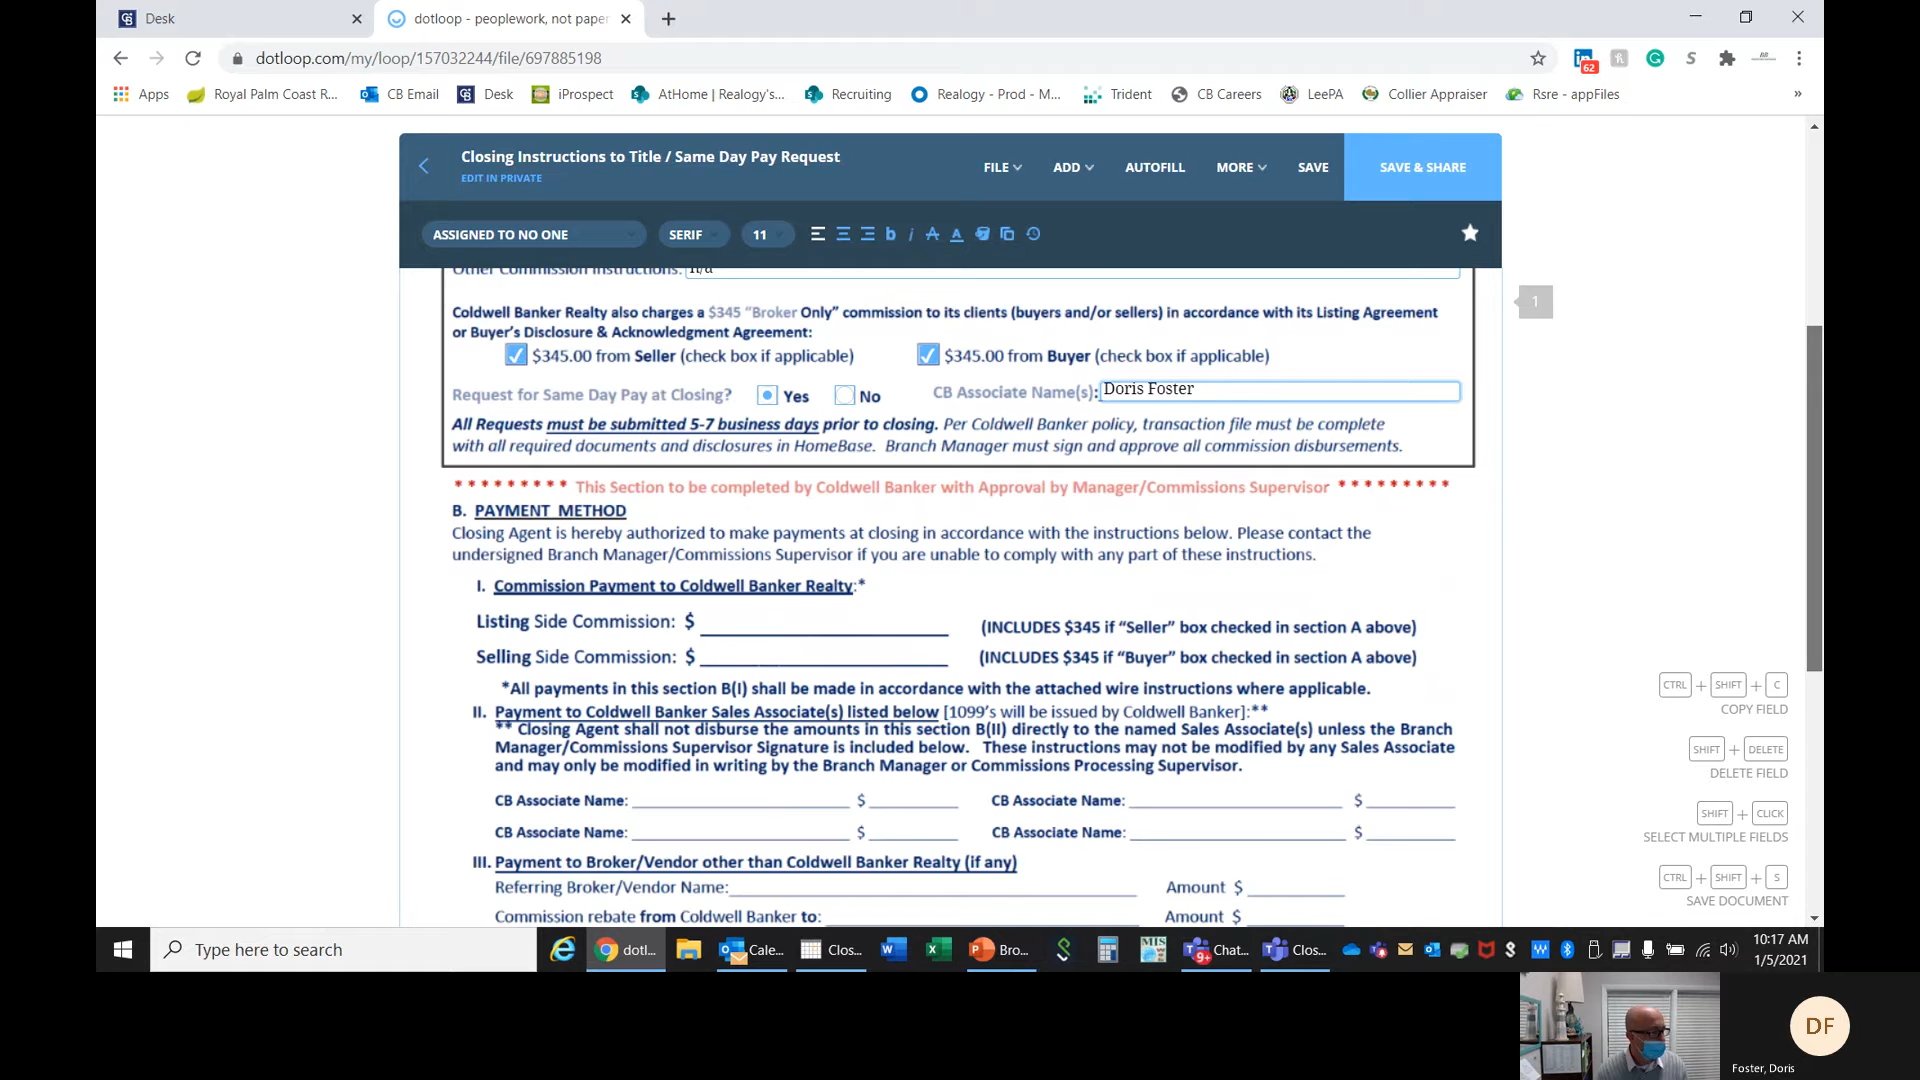 Desk
dotloop - peoplework, not paper
dotloop.com/my/loop/157032244/file/697885198
62
Apps
Royal Palm Coast R...
CB Email
Desk
iProspect
AtHome | Realogy's...
Recruiting
Realogy - Prod - M...
Trident
CB Careers
LeePA
Collier Appraiser
Rsre - appFiles
»
Closing Instructions to Title / Same Day Pay Request
EDIT IN PRIVATE
FILE
ADD
AUTOFILL
MORE
SAVE
SAVE & SHARE
ASSIGNED TO NO ONE
SERIF
11
Other Commission Instructions: n/a
1
Coldwell Banker Realty also charges a $345 “Broker Only” commission to its clients (buyers and/or sellers) in accordance with its Listing Agreement
or Buyer’s Disclosure & Acknowledgment Agreement:
$345.00 from Seller (check box if applicable)
$345.00 from Buyer (check box if applicable)
Request for Same Day Pay at Closing? Yes No
CB Associate Name(s): Doris Foster
All Requests must be submitted 5-7 business days prior to closing. Per Coldwell Banker policy, transaction file must be complete
with all required documents and disclosures in HomeBase. Branch Manager must sign and approve all commission disbursements.
* * * * * * * * * This Section to be completed by Coldwell Banker with Approval by Manager/Commissions Supervisor * * * * * * * * *
B. PAYMENT METHOD
Closing Agent is hereby authorized to make payments at closing in accordance with the instructions below. Please contact the
undersigned Branch Manager/Commissions Supervisor if you are unable to comply with any part of these instructions.
I. Commission Payment to Coldwell Banker Realty:*
Listing Side Commission: $ (INCLUDES $345 if “Seller” box checked in section A above)
Selling Side Commission: $ (INCLUDES $345 if “Buyer” box checked in section A above)
*All payments in this section B(I) shall be made in accordance with the attached wire instructions where applicable.
II. Payment to Coldwell Banker Sales Associate(s) listed below [1099’s will be issued by Coldwell Banker]:**
** Closing Agent shall not disburse the amounts in this section B(II) directly to the named Sales Associate(s) unless the Branch
Manager/Commissions Supervisor Signature is included below. These instructions may not be modified by any Sales Associate
and may only be modified in writing by the Branch Manager or Commissions Processing Supervisor.
CB Associate Name: $ CB Associate Name: $
CB Associate Name: $ CB Associate Name: $
III. Payment to Broker/Vendor other than Coldwell Banker Realty (if any)
Referring Broker/Vendor Name: Amount $
Commission rebate from Coldwell Banker to: Amount $
CTRL + SHIFT + C
COPY FIELD
SHIFT + DELETE
DELETE FIELD
SHIFT + CLICK
SELECT MULTIPLE FIELDS
CTRL + SHIFT + S
SAVE DOCUMENT
Type here to search
dotl...
Cale...
Clos...
Bro...
MIS
9+
Chat...
Clos...
10:17 AM
1/5/2021
DF
Foster, Doris